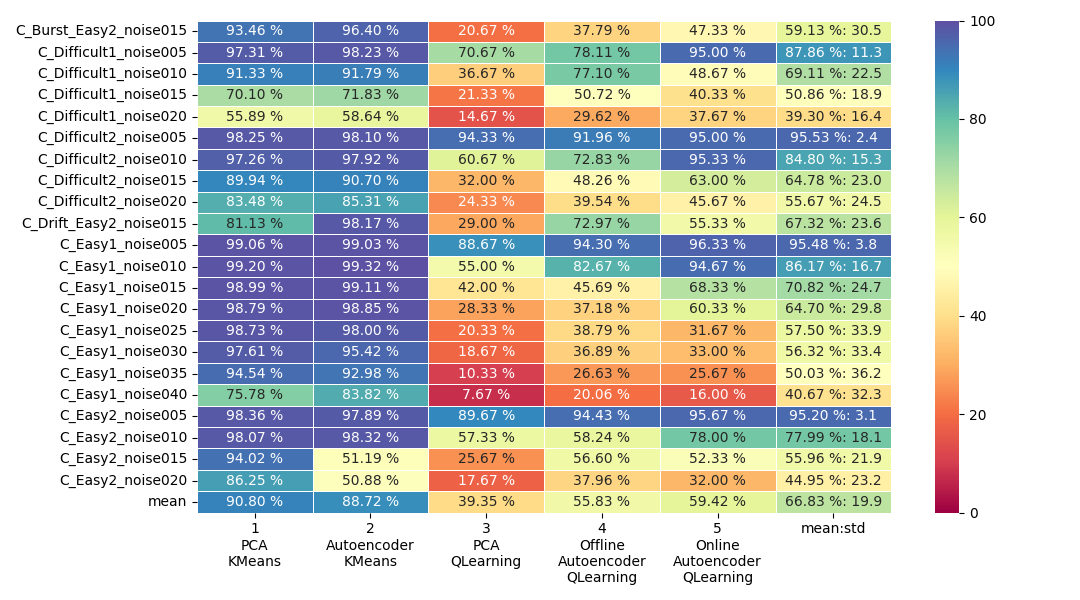 C_Burst_Easy2_noise015 93.46 % 96.40 % 20.67 % 37.79 % 47.33 % 59.13 %: 30.5
C_Difficult1_noise005 97.31 % 98.23 % 70.67 % 78.11 % 95.00 % 87.86 %: 11.3
C_Difficult1_noise010 91.33 % 91.79 % 36.67 % 77.10 % 48.67 % 69.11 %: 22.5
C_Difficult1_noise015 70.10 % 71.83 % 21.33 % 50.72 % 40.33 % 50.86 %: 18.9
C_Difficult1_noise020 55.89 % 58.64 % 14.67 % 29.62 % 37.67 % 39.30 %: 16.4
C_Difficult2_noise005 98.25 % 98.10 % 94.33 % 91.96 % 95.00 % 95.53 %: 2.4
C_Difficult2_noise010 97.26 % 97.92 % 60.67 % 72.83 % 95.33 % 84.80 %: 15.3
C_Difficult2_noise015 89.94 % 90.70 % 32.00 % 48.26 % 63.00 % 64.78 %: 23.0
C_Difficult2_noise020 83.48 % 85.31 % 24.33 % 39.54 % 45.67 % 55.67 %: 24.5
C_Drift_Easy2_noise015 81.13 % 98.17 % 29.00 % 72.97 % 55.33 % 67.32 %: 23.6
C_Easy1_noise005 99.06 % 99.03 % 88.67 % 94.30 % 96.33 % 95.48 %: 3.8
C_Easy1_noise010 99.20 % 99.32 % 55.00 % 82.67 % 94.67 % 86.17 %: 16.7
C_Easy1_noise015 98.99 % 99.11 % 42.00 % 45.69 % 68.33 % 70.82 %: 24.7
C_Easy1_noise020 98.79 % 98.85 % 28.33 % 37.18 % 60.33 % 64.70 %: 29.8
C_Easy1_noise025 98.73 % 98.00 % 20.33 % 38.79 % 31.67 % 57.50 %: 33.9
C_Easy1_noise030 97.61 % 95.42 % 18.67 % 36.89 % 33.00 % 56.32 %: 33.4
C_Easy1_noise035 94.54 % 92.98 % 10.33 % 26.63 % 25.67 % 50.03 %: 36.2
C_Easy1_noise040 75.78 % 83.82 % 7.67 % 20.06 % 16.00 % 40.67 %: 32.3
C_Easy2_noise005 98.36 % 97.89 % 89.67 % 94.43 % 95.67 % 95.20 %: 3.1
C_Easy2_noise010 98.07 % 98.32 % 57.33 % 58.24 % 78.00 % 77.99 %: 18.1
C_Easy2_noise015 94.02 % 51.19 % 25.67 % 56.60 % 52.33 % 55.96 %: 21.9
C_Easy2_noise020 86.25 % 50.88 % 17.67 % 37.96 % 32.00 % 44.95 %: 23.2
mean 90.80 % 88.72 % 39.35 % 55.83 % 59.42 % 66.83 %: 19.9
1 2 3 4 5 mean:std
PCA Autoencoder PCA Offline Online
KMeans KMeans QLearning Autoencoder Autoencoder
QLearning QLearning
100
80
60
40
20
0